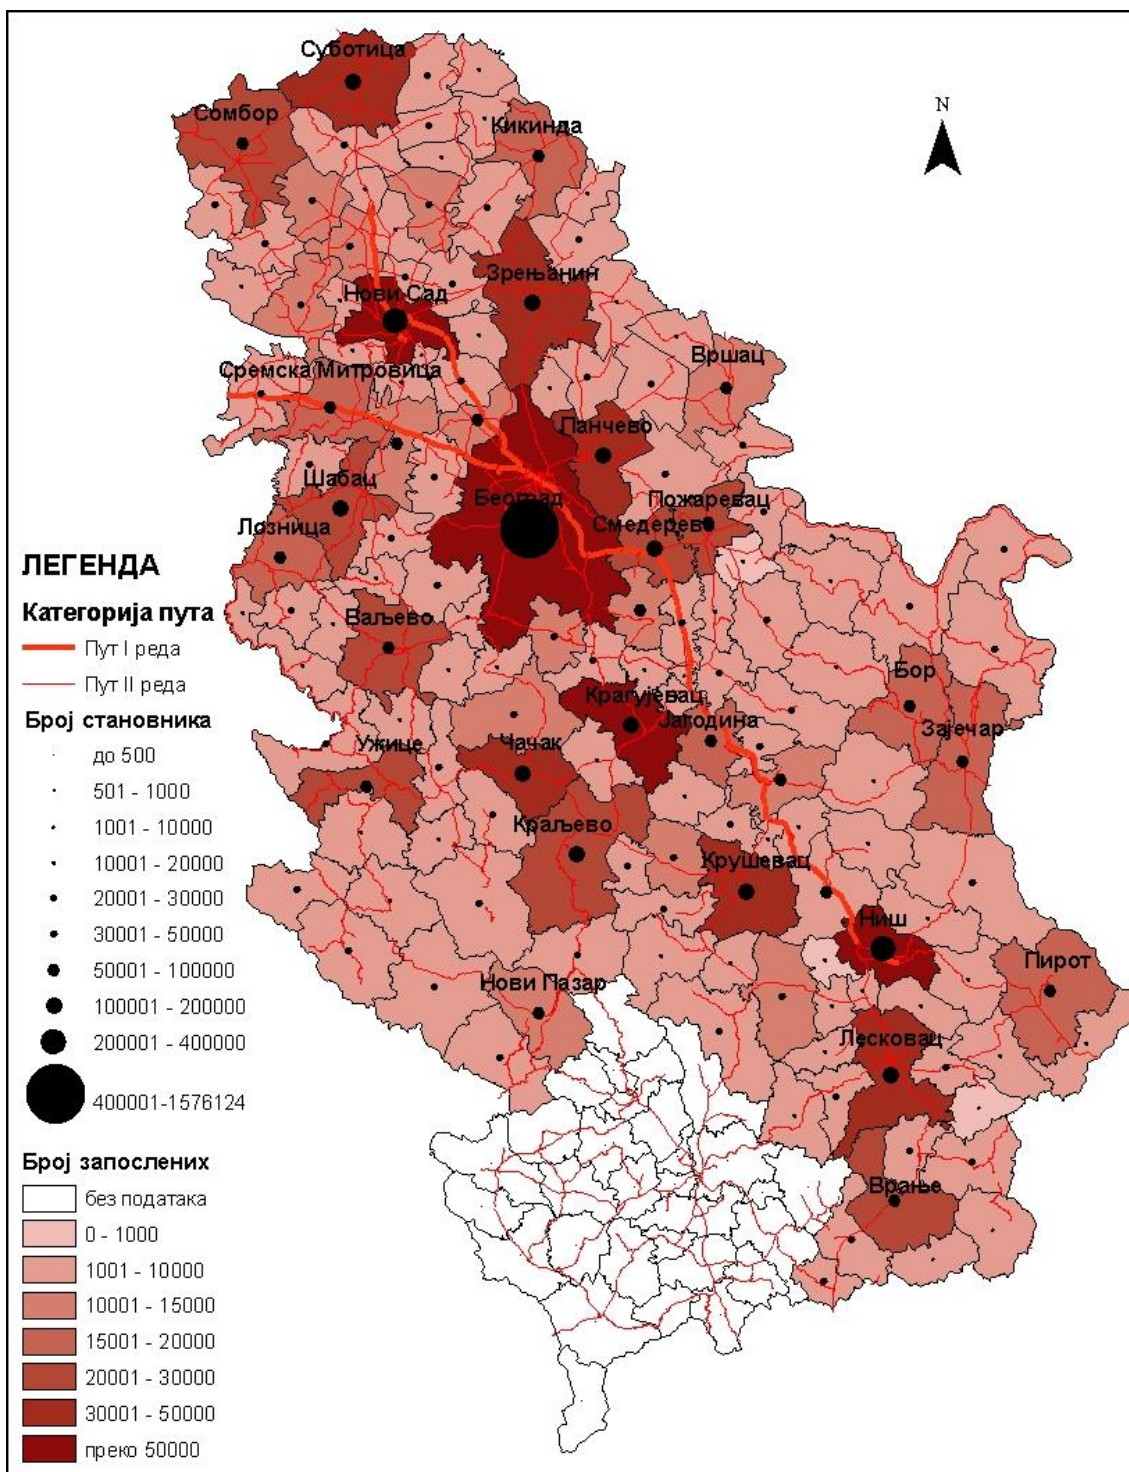 Суботица
Сомбор
Кикинда
N
Зрењанин
Нови Сад
Вршац
Сремска Митровица
Панчево
Шабац
Београд
Пожаревац
Лозница
Смедерево
Ваљево
Бор
Крагујевац
Јагодина
Зајечар
Ужице
Чачак
Краљево
Крушевац
Ниш
Пирот
Нови Пазар
Лесковац
Врање
ЛЕГЕНДА
Категорија пута
Пут I реда
Пут II реда
Број становника
до 500
501 - 1000
1001 - 10000
10001 - 20000
20001 - 30000
30001 - 50000
50001 - 100000
100001 - 200000
200001 - 400000
400001-1576124
Број запослених
без података
0 - 1000
1001 - 10000
10001 - 15000
15001 - 20000
20001 - 30000
30001 - 50000
преко 50000